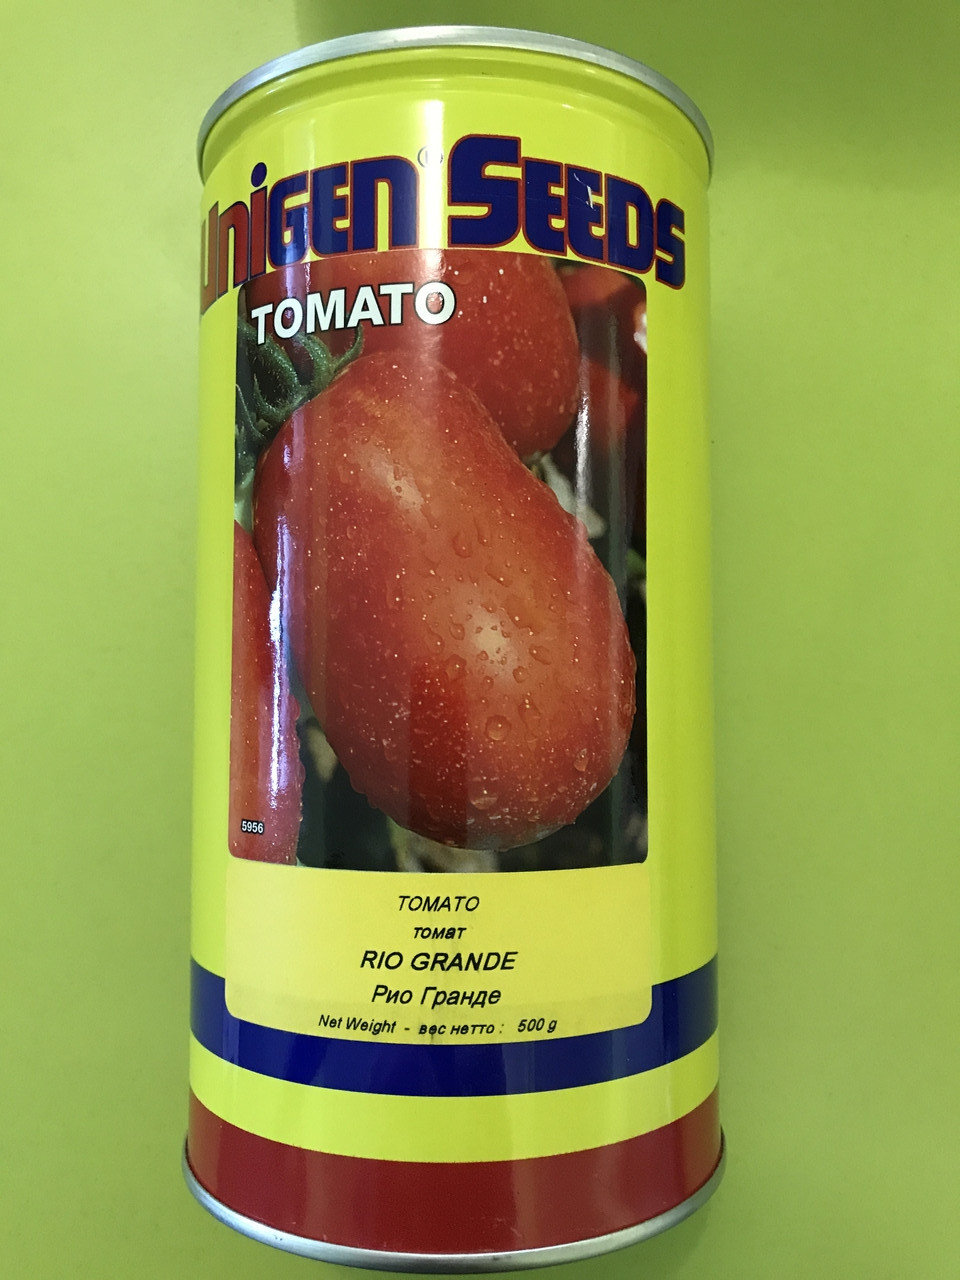 UNIGEN® SEEDS
TOMATO
5956
TOMATO
томат
RIO GRANDE
Рио Гранде
Net Weight - вес нетто : 500 g